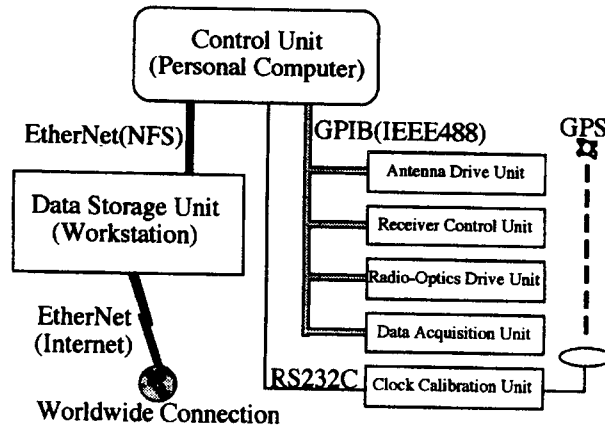 Control Unit
(Personal Computer)
EtherNet(NFS)
GPIB(IEEE488)
GPS
Antenna Drive Unit
Data Storage Unit
(Workstation)
Receiver Control Unit
Radio-Optics Drive Unit
EtherNet
(Internet)
Data Acquisition Unit
RS232C
Clock Calibration Unit
Worldwide Connection